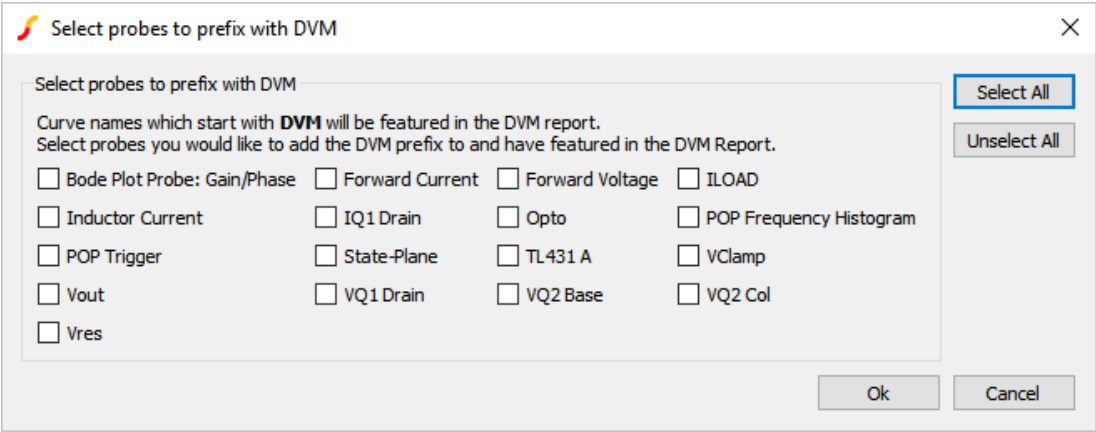 Select probes to prefix with DVM
Select probes to prefix with DVM
Select All
Curve names which start with DVM will be featured in the DVM report.
Select probes you would like to add the DVM prefix to and have featured in the DVM Report.
Unselect All
Bode Plot Probe: Gain/Phase Forward Current Forward Voltage ILOAD
Inductor Current IQ1 Drain Opto POP Frequency Histogram
POP Trigger State-Plane TL431 A VClamp
Vout VQ1 Drain VQ2 Base VQ2 Col
Vres
Ok Cancel